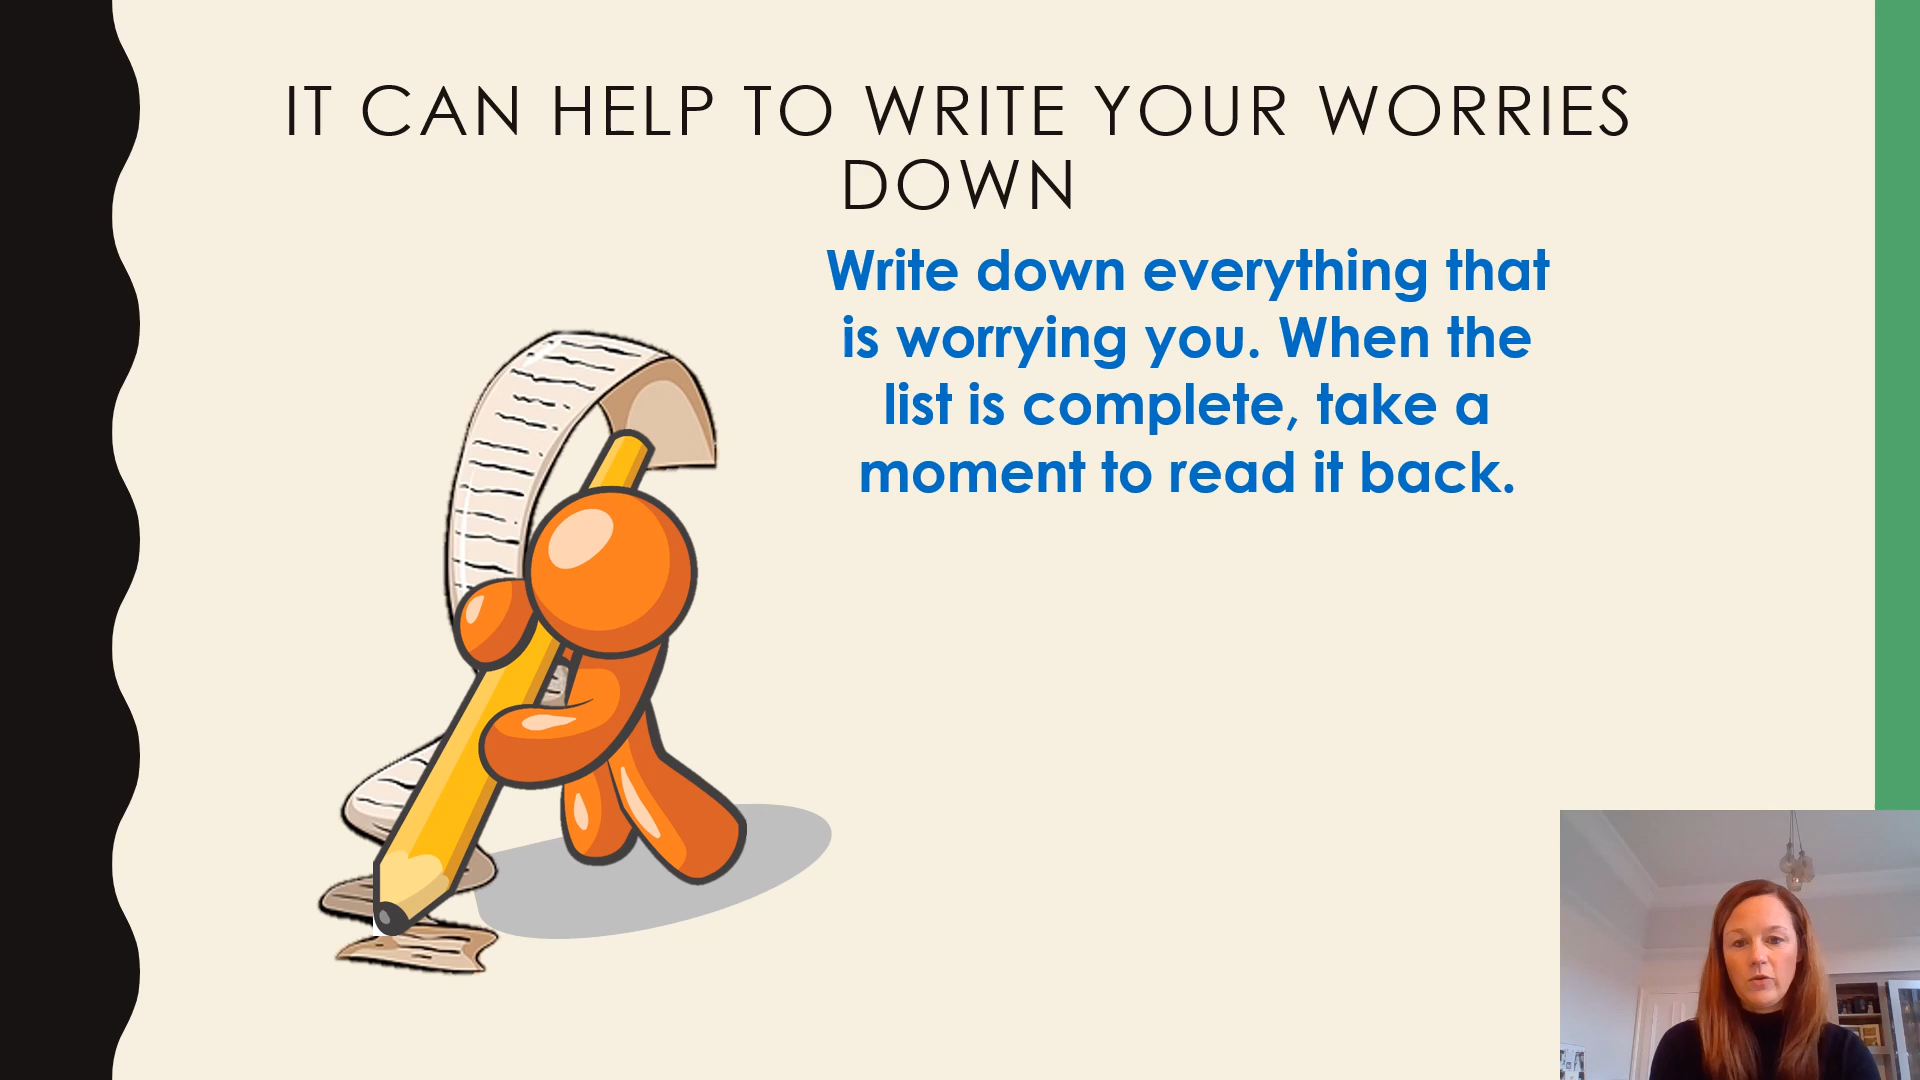 IT CAN HELP TO WRITE YOUR WORRIES
DOWN
Write down everything that
is worrying you. When the
list is complete, take a
moment to read it back.